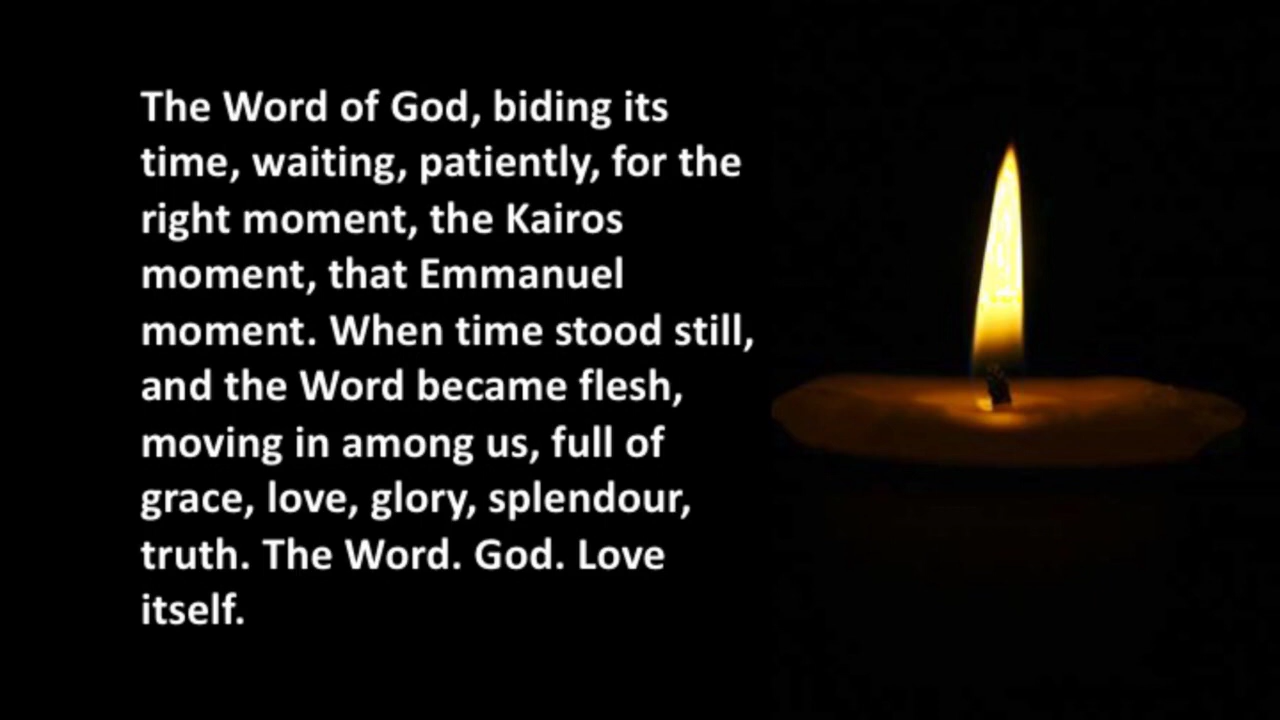 The Word of God, biding its
time, waiting, patiently, for the
right moment, the Kairos
moment, that Emmanuel
moment. When time stood still,
and the Word became flesh,
moving in among us, full of
grace, love, glory, splendour,
truth. The Word. God. Love
itself.